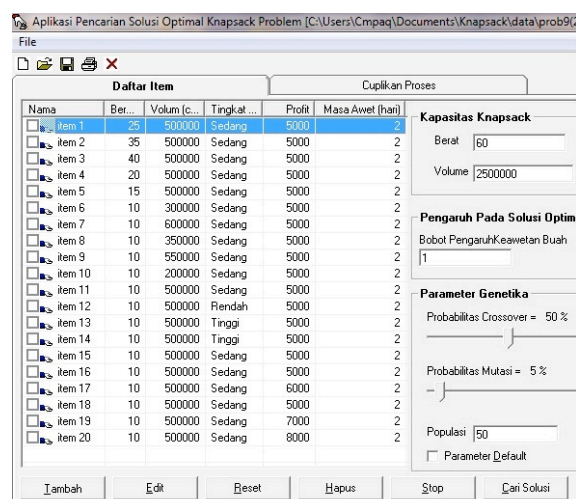 Aplikasi Pencarian Solusi Optimal Knapsack Problem [C:\Users\Cmpaq\Documents\Knapsack\data\prob9(2
File
Daftar Item Cuplikan Proses
Nama Ber... Volum (c... Tingkat ... Profit Masa Awet (hari)
item 1 25 500000 Sedang 5000 2
item 2 35 500000 Sedang 5000 2
item 3 40 500000 Sedang 5000 2
item 4 20 500000 Sedang 5000 2
item 5 15 500000 Sedang 5000 2
item 6 10 300000 Sedang 5000 2
item 7 10 600000 Sedang 5000 2
item 8 10 350000 Sedang 5000 2
item 9 10 550000 Sedang 5000 2
item 10 10 200000 Sedang 5000 2
item 11 10 500000 Sedang 5000 2
item 12 10 500000 Rendah 5000 2
item 13 10 500000 Tinggi 5000 2
item 14 10 500000 Tinggi 5000 2
item 15 10 500000 Sedang 5000 2
item 16 10 500000 Sedang 5000 2
item 17 10 500000 Sedang 6000 2
item 18 10 500000 Sedang 5000 2
item 19 10 500000 Sedang 7000 2
item 20 10 500000 Sedang 8000 2
Kapasitas Knapsack
Berat 60
Volume 2500000
Pengaruh Pada Solusi Optim
Bobot PengaruhKeawetan Buah
1
Parameter Genetika
Probabilitas Crossover = 50 %
Probabilitas Mutasi = 5 %
Populasi 50
Parameter Default
Tambah Edit Reset Hapus Stop Cari Solusi